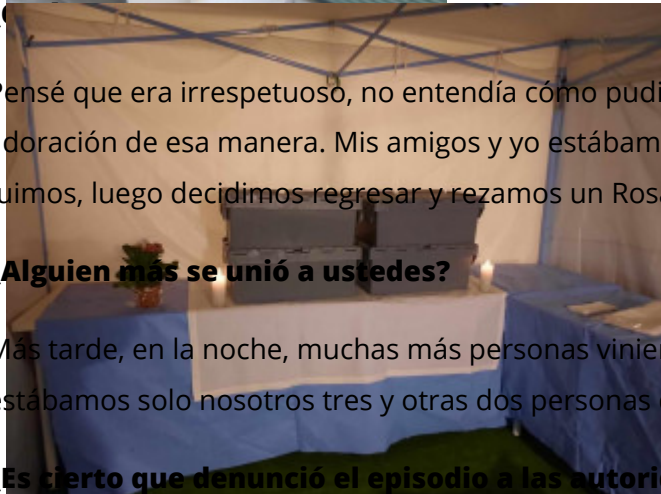 Pensé que era irrespetuoso, no entendía cómo pudi
doración de esa manera. Mis amigos y yo estábam
uimos, luego decidimos regresar y rezamos un Rosa
Alguien más se unió a ustedes?
Más tarde, en la noche, muchas más personas vinier
estábamos solo nosotros tres y otras dos personas
Es cierto que denunció el episodio a las autori